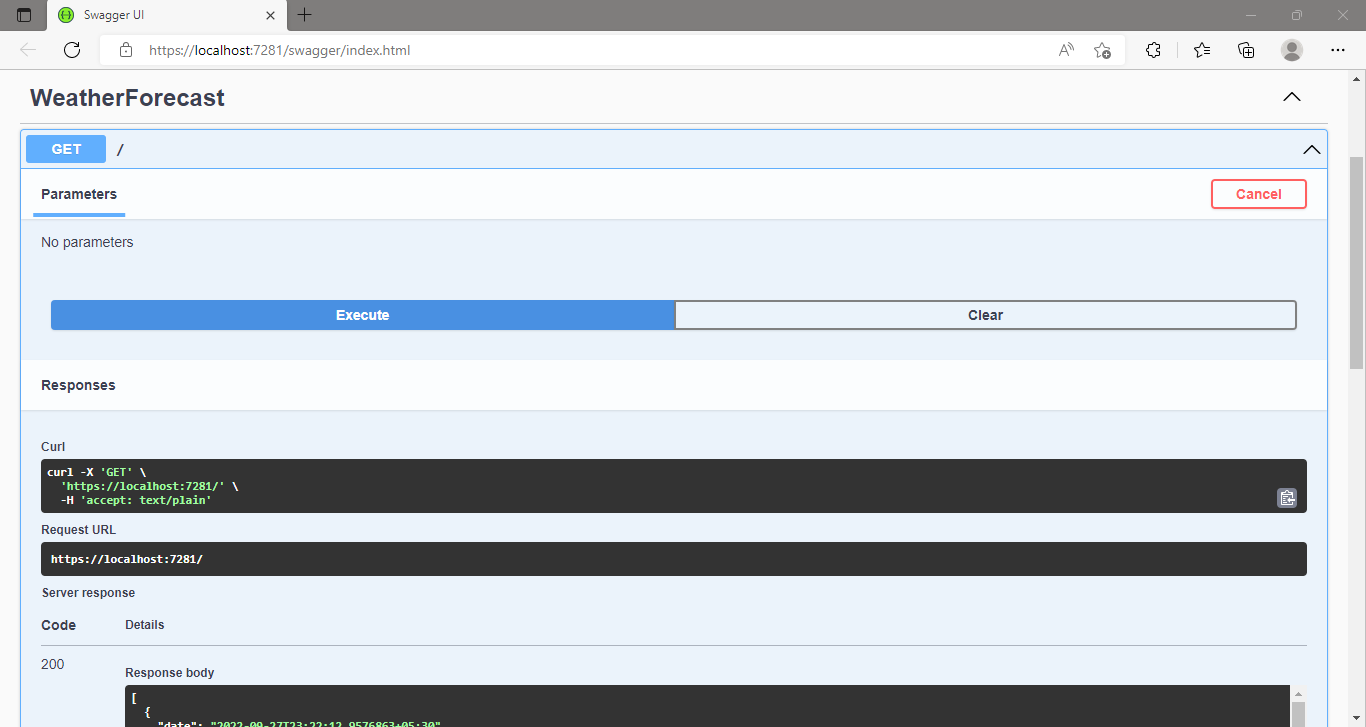 Swagger UI
https://localhost:7281/swagger/index.html
WeatherForecast
GET /
Parameters
Cancel
No parameters
Execute
Clear
Responses
Curl
curl -X 'GET' \
'https://localhost:7281/' \
-H 'accept: text/plain'
Request URL
https://localhost:7281/
Server response
Code Details
200
Response body
[
{
"date": "2022-09-27T23:22:12.9576863+05:30"